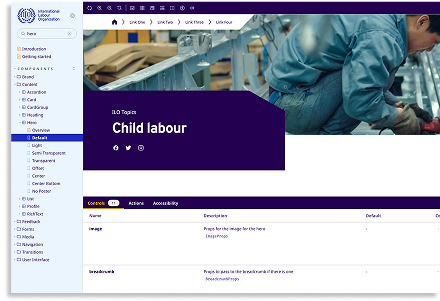 International
Labour
Organization
hero
Introduction
Getting started
COMPONENTS
Brand
Content
Accordion
Card
CardGroup
Heading
Hero
Overview
Default
Light
Semi Transparent
Transparent
Offset
Center
Center Bottom
No Poster
List
Profile
RichText
Feedback
Forms
Media
Navigation
Transitions
User Interface
Link One
Link Two
Link Three
Link Four
ILO Topics
Child labour
Controls
Actions
Accessibility
Name
Description
Default
image
Props for the image for the hero
ImageProps
-
breadcrumb
Props to pass to the breadcrumb if there is one
BreadcrumbProps
-